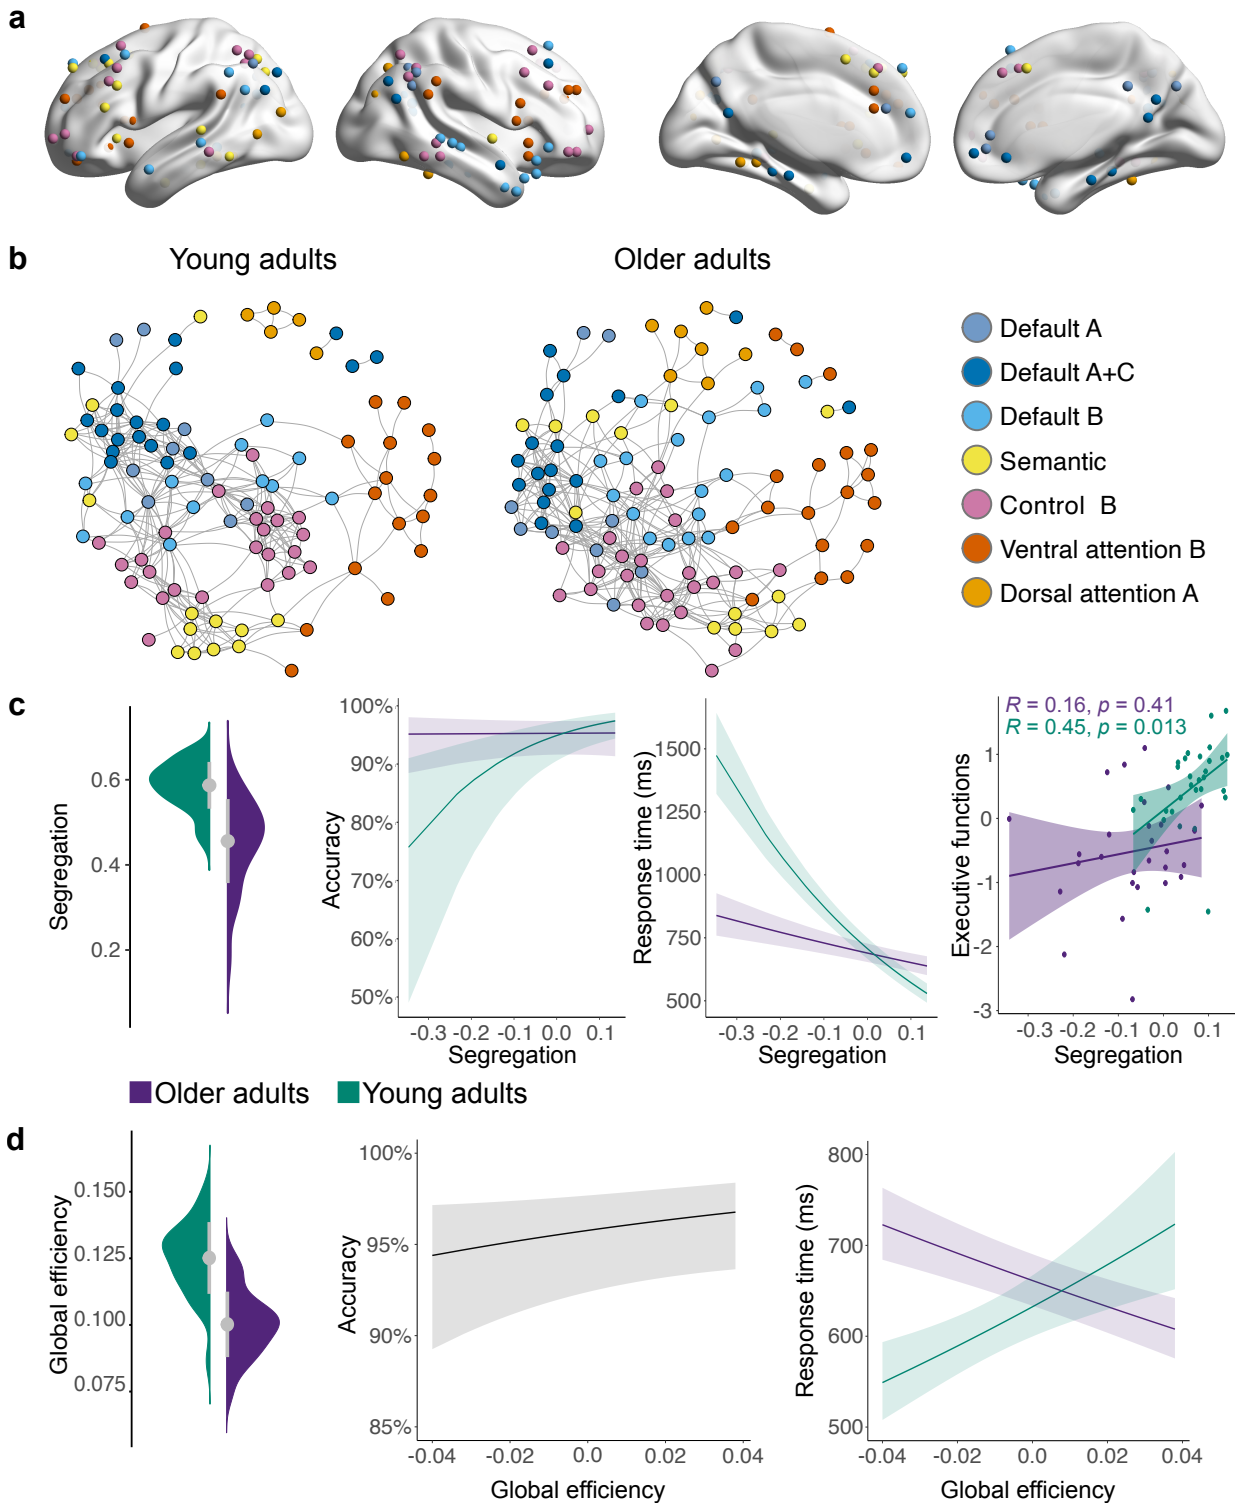 a
b
Young adults
Older adults
Default A
Default A+C
Default B
Semantic
Control B
Ventral attention B
Dorsal attention A
c
Segregation
0.6
0.4
0.2
Accuracy
100%
90%
80%
70%
60%
50%
-0.3 -0.2 -0.1 0.0 0.1
Segregation
Response time (ms)
1500
1250
1000
750
500
-0.3 -0.2 -0.1 0.0 0.1
Segregation
R = 0.16, p = 0.41
R = 0.45, p = 0.013
Executive functions
1
0
-1
-2
-3
-0.3 -0.2 -0.1 0.0 0.1
Segregation
Older adults
Young adults
d
Global efficiency
0.150
0.125
0.100
0.075
Accuracy
100%
95%
90%
85%
-0.04 -0.02 0.0 0.02 0.04
Global efficiency
Response time (ms)
800
700
600
500
-0.04 -0.02 0.0 0.02 0.04
Global efficiency